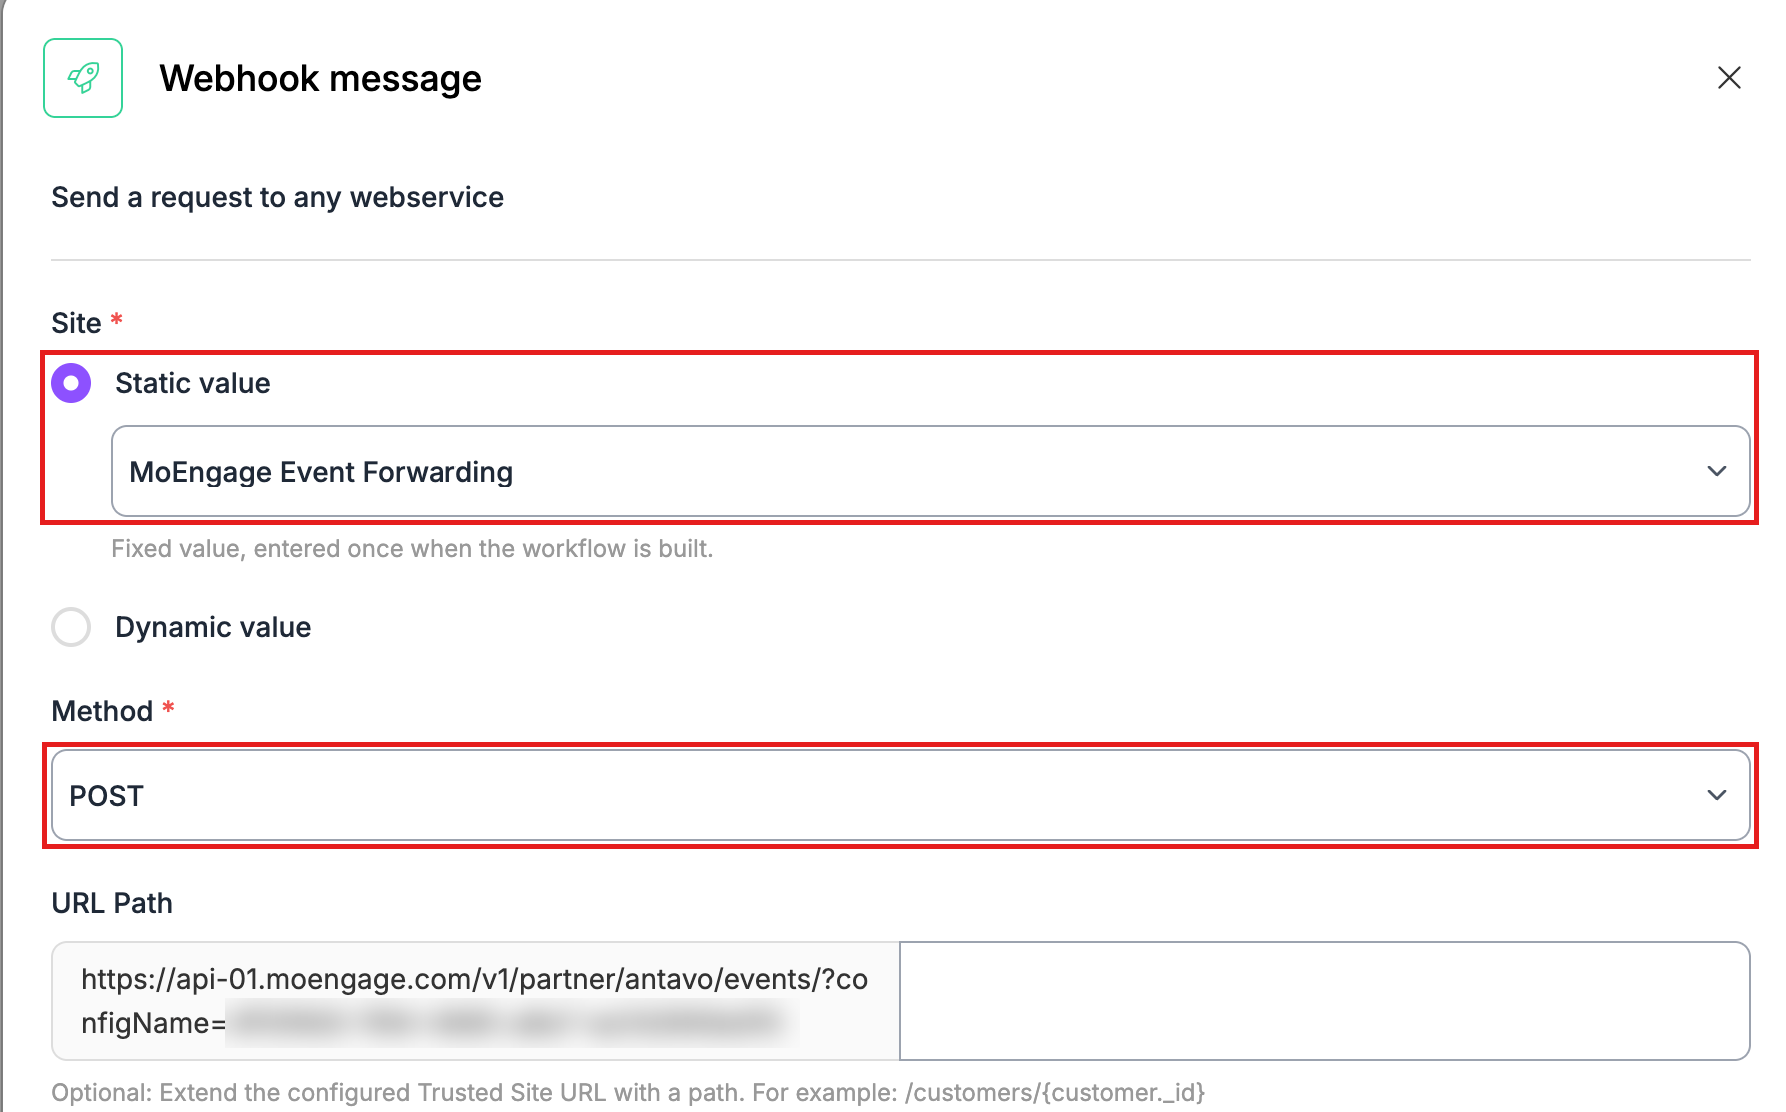 Webhook message
Send a request to any webservice
Site *
Static value
MoEngage Event Forwarding
Fixed value, entered once when the workflow is built.
Dynamic value
Method *
POST
URL Path
https://api-01.moengage.com/v1/partner/antavo/events/?co
nfigName=
Optional: Extend the configured Trusted Site URL with a path. For example: /customers/{customer._id}